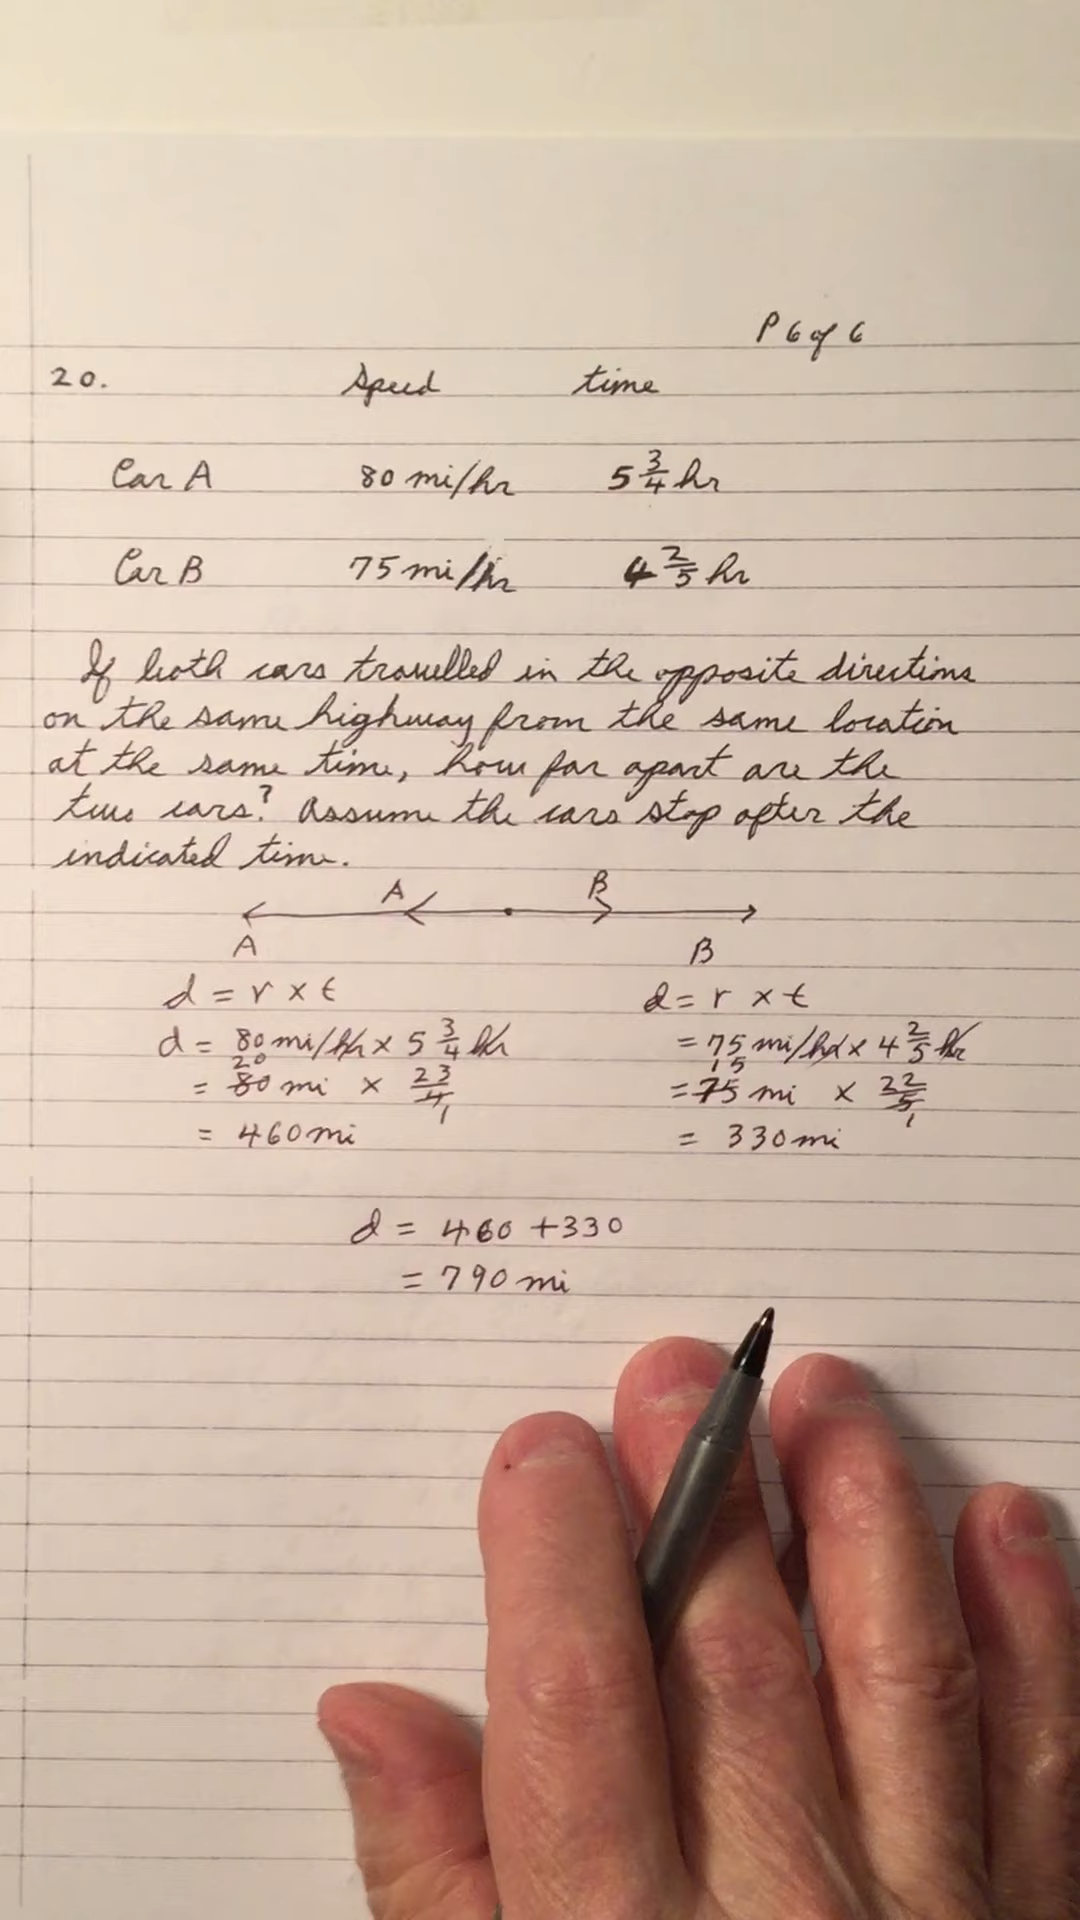 P 6 of 6
20. Speed time
Car A 80 mi/hr 5 3/4 hr
Car B 75 mi/hr 4 2/5 hr
If both cars travelled in the opposite directions
on the same highway from the same location
at the same time, how far apart are the
two cars? Assume the cars stop after the
indicated time.
A B
A B
d = r x t d = r x t
d = 80 mi/hr x 5 3/4 hr = 75 mi/hr x 4 2/5 hr
20 15
= 80 mi x 23/4 = 75 mi x 22/5
1 1
= 460 mi = 330 mi
d = 460 + 330
= 790 mi